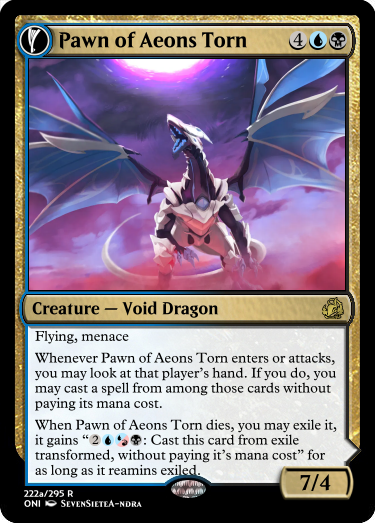 Pawn of Aeons Torn 4
Creature — Void Dragon
Flying, menace
Whenever Pawn of Aeons Torn enters or attacks,
you may look at that player's hand. If you do, you
may cast a spell from among those cards without
paying its mana cost.
When Pawn of Aeons Torn dies, you may exile it,
it gains “2: Cast this card from exile
transformed, without paying it's mana cost” for
as long as it reamins exiled.
7/4
222a/295 R
ONI SevenSieteA-ndra